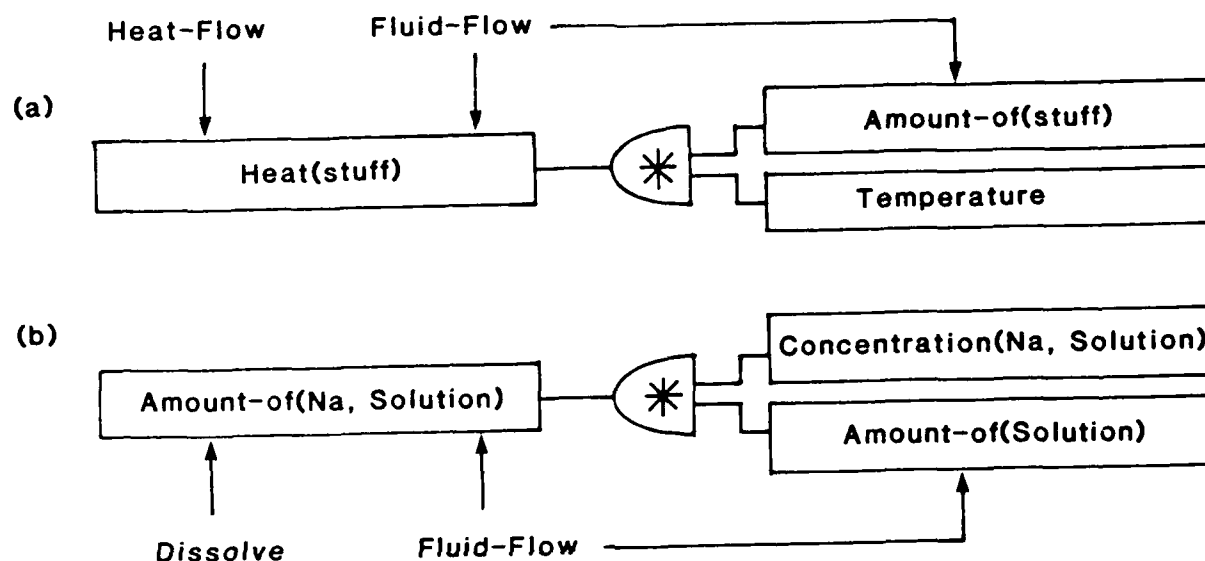 Heat-Flow Fluid-Flow
(a)
Amount-of(stuff)
Heat(stuff)
*
Temperature
(b)
Concentration(Na, Solution)
Amount-of(Na, Solution)
*
Amount-of(Solution)
Dissolve Fluid-Flow